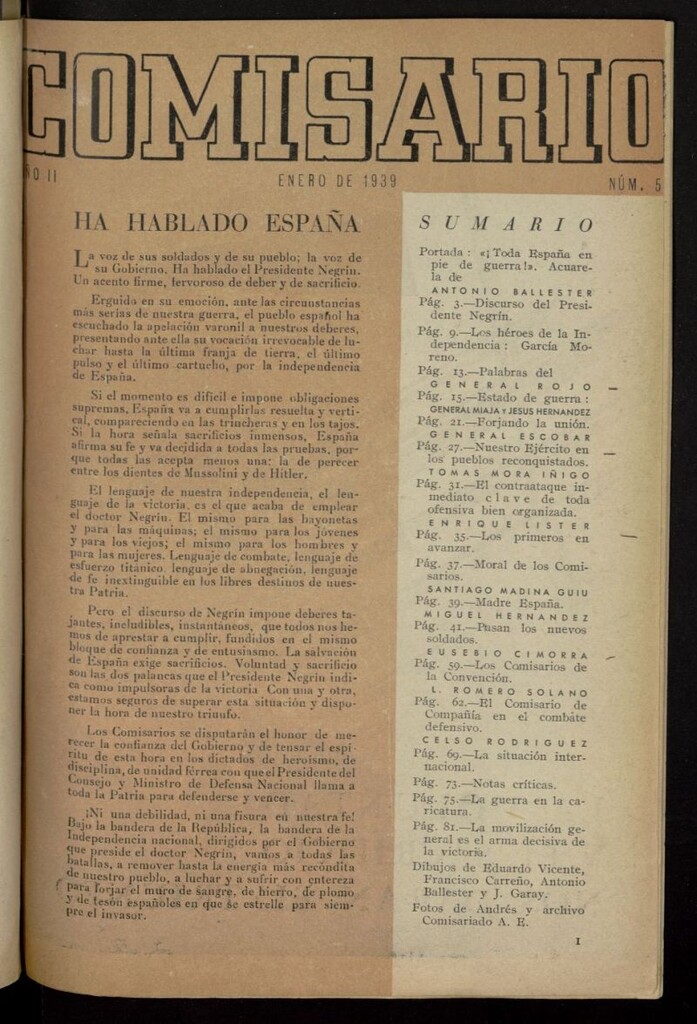 COMISARIO
ÑO II
ENERO DE 1939
NÚM. 5
HA HABLADO ESPAÑA
La voz de sus soldados y de su pueblo; la voz de
su Gobierno. Ha hablado el Presidente Negrín.
Un acento firme, fervoroso de deber y de sacrificio.
Erguido en su emoción, ante las circunstancias
más serias de nuestra guerra, el pueblo español ha
escuchado la apelación varonil a nuestros deberes,
presentando ante ella su vocación irrevocable de lu-
char hasta la última franja de tierra, el último
pulso y el último cartucho, por la independencia
de España.
Si el momento es difícil e impone obligaciones
supremas, España va a cumplirlas resuelta y verti-
cal, compareciendo en las trincheras y en los tajos.
Si la hora señala sacrificios inmensos, España
afirma su fe y va decidida a todas las pruebas, por-
que todas las acepta menos una: la de perecer
entre los dientes de Mussolini y de Hitler.
El lenguaje de nuestra independencia, el len-
guaje de la victoria, es el que acaba de emplear
el doctor Negrín. El mismo para las bayonetas
y para las máquinas; el mismo para los jóvenes
y para los viejos; el mismo para los hombres y
para las mujeres. Lenguaje de combate, lenguaje de
esfuerzo titánico, lenguaje de abnegación, lenguaje
de fe inextinguible en los libres destinos de nues-
tra Patria.
Pero el discurso de Negrín impone deberes ta-
jantes, ineludibles, instantáneos, que todos nos he-
mos de aprestar a cumplir, fundidos en el mismo
bloque de confianza y de entusiasmo. La salvación
de España exige sacrificios. Voluntad y sacrificio
son las dos palancas que el Presidente Negrín indi-
ca como impulsoras de la victoria Con una y otra,
estamos seguros de superar esta situación y dispo-
ner la hora de nuestro triunfo.
Los Comisarios se disputarán el honor de me-
recer la confianza del Gobierno y de tensar el espí-
ritu de esta hora en los dictados de heroísmo, de
disciplina, de unidad férrea con que el Presidente del
Consejo y Ministro de Defensa Nacional llama a
toda la Patria para defenderse y vencer.
¡Ni una debilidad, ni una fisura en nuestra fe!
Bajo la bandera de la República, la bandera de la
Independencia nacional, dirigidos por el Gobierno
que preside el doctor Negrín, vamos a todas las
batallas, a remover hasta la energía más recóndita
de nuestro pueblo, a luchar y a sufrir con entereza
para forjar el muro de sangre, de hierro, de plomo
y de tesón españoles en que se estrelle para siem-
pre el invasor.
SUMARIO
Portada: «¡Toda España en
pie de guerra!». Acuare-
la de
ANTONIO BALLESTER
Pág. 3.—Discurso del Presi-
dente Negrín.
Pág. 9.—Los héroes de la In-
dependencia: García Mo-
reno.
Pág. 13.—Palabras del
GENERAL ROJO
Pág. 15.—Estado de guerra:
GENERAL MIAJA Y JESUS HERNANDEZ
Pág. 21.—Forjando la unión.
GENERAL ESCOBAR
Pág. 27.—Nuestro Ejército en
los pueblos reconquistados.
TOMAS MORA IÑIGO
Pág. 31.—El contraataque in-
mediato, clave de toda
ofensiva bien organizada.
ENRIQUE LISTER
Pág. 35.—Los primeros en
avanzar.
Pág. 37.—Moral de los Comi-
sarios.
SANTIAGO MADINA GUIU
Pág. 39.—Madre España.
MIGUEL HERNANDEZ
Pág. 41.—Pasan los nuevos
soldados.
EUSEBIO CIMORRA
Pág. 59.—Los Comisarios de
la Convención.
L. ROMERO SOLANO
Pág. 62.—El Comisario de
Compañía en el combate
defensivo.
CELSO RODRIGUEZ
Pág. 69.—La situación inter-
nacional.
Pág. 73.—Notas críticas.
Pág. 75.—La guerra en la ca-
ricatura.
Pág. 81.—La movilización ge-
neral es el arma decisiva de
la victoria.
Dibujos de Eduardo Vicente,
Francisco Carreño, Antonio
Ballester y J. Garay.
Fotos de Andrés y archivo
Comisariado A. E.
I